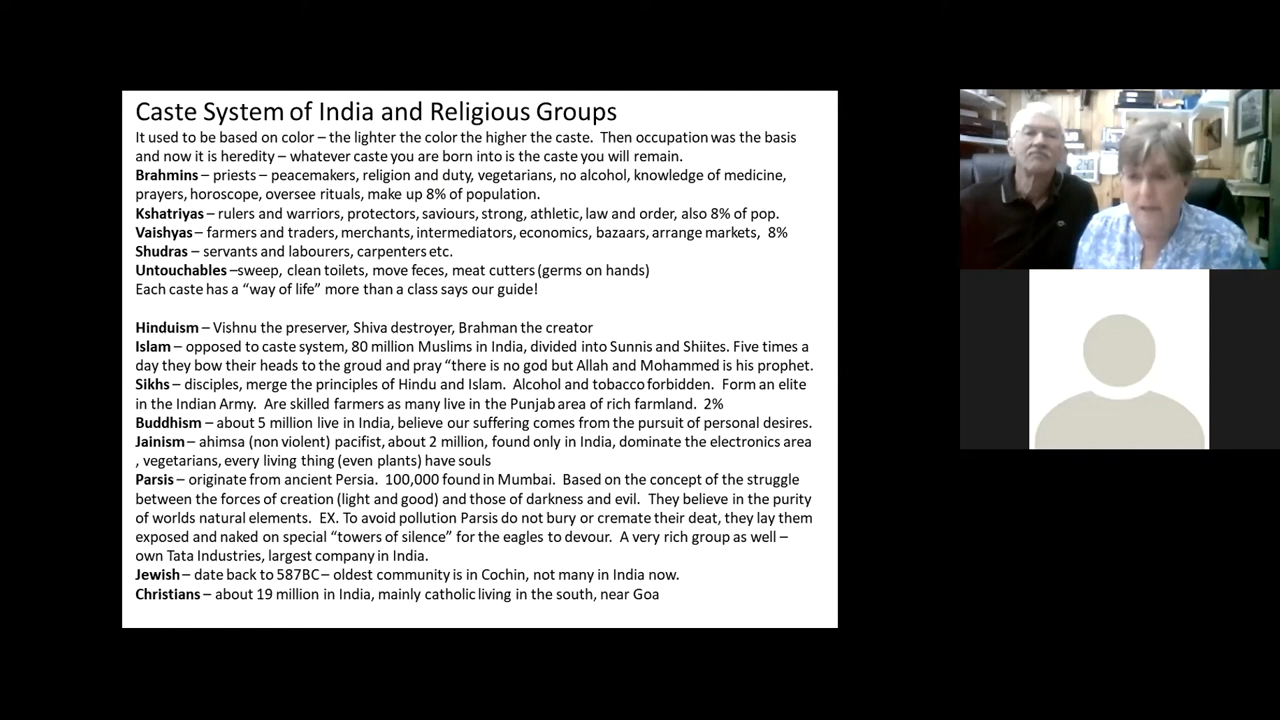 Caste System of India and Religious Groups
It used to be based on color – the lighter the color the higher the caste. Then occupation was the basis
and now it is heredity – whatever caste you are born into is the caste you will remain.
Brahmins – priests – peacemakers, religion and duty, vegetarians, no alcohol, knowledge of medicine,
prayers, horoscope, oversee rituals, make up 8% of population.
Kshatriyas – rulers and warriors, protectors, saviours, strong, athletic, law and order, also 8% of pop.
Vaishyas – farmers and traders, merchants, intermediators, economics, bazaars, arrange markets, 8%
Shudras – servants and labourers, carpenters etc.
Untouchables –sweep, clean toilets, move feces, meat cutters (germs on hands)
Each caste has a “way of life” more than a class says our guide!
Hinduism – Vishnu the preserver, Shiva destroyer, Brahman the creator
Islam – opposed to caste system, 80 million Muslims in India, divided into Sunnis and Shiites. Five times a
day they bow their heads to the groud and pray “there is no god but Allah and Mohammed is his prophet.
Sikhs – disciples, merge the principles of Hindu and Islam. Alcohol and tobacco forbidden. Form an elite
in the Indian Army. Are skilled farmers as many live in the Punjab area of rich farmland. 2%
Buddhism – about 5 million live in India, believe our suffering comes from the pursuit of personal desires.
Jainism – ahimsa (non violent) pacifist, about 2 million, found only in India, dominate the electronics area
, vegetarians, every living thing (even plants) have souls
Parsis – originate from ancient Persia. 100,000 found in Mumbai. Based on the concept of the struggle
between the forces of creation (light and good) and those of darkness and evil. They believe in the purity
of worlds natural elements. EX. To avoid pollution Parsis do not bury or cremate their deat, they lay them
exposed and naked on special “towers of silence” for the eagles to devour. A very rich group as well –
own Tata Industries, largest company in India.
Jewish – date back to 587BC – oldest community is in Cochin, not many in India now.
Christians – about 19 million in India, mainly catholic living in the south, near Goa